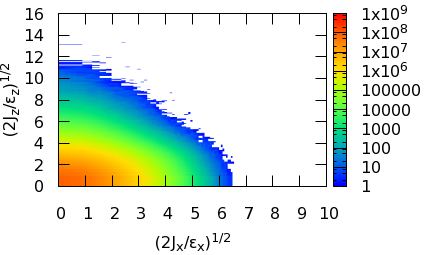 16
14
12
10
8
6
4
2
0
(2J_z/ε_z)^1/2
0 1 2 3 4 5 6 7 8 9 10
(2J_x/ε_x)^1/2
1x10^9
1x10^8
1x10^7
1x10^6
100000
10000
1000
100
10
1